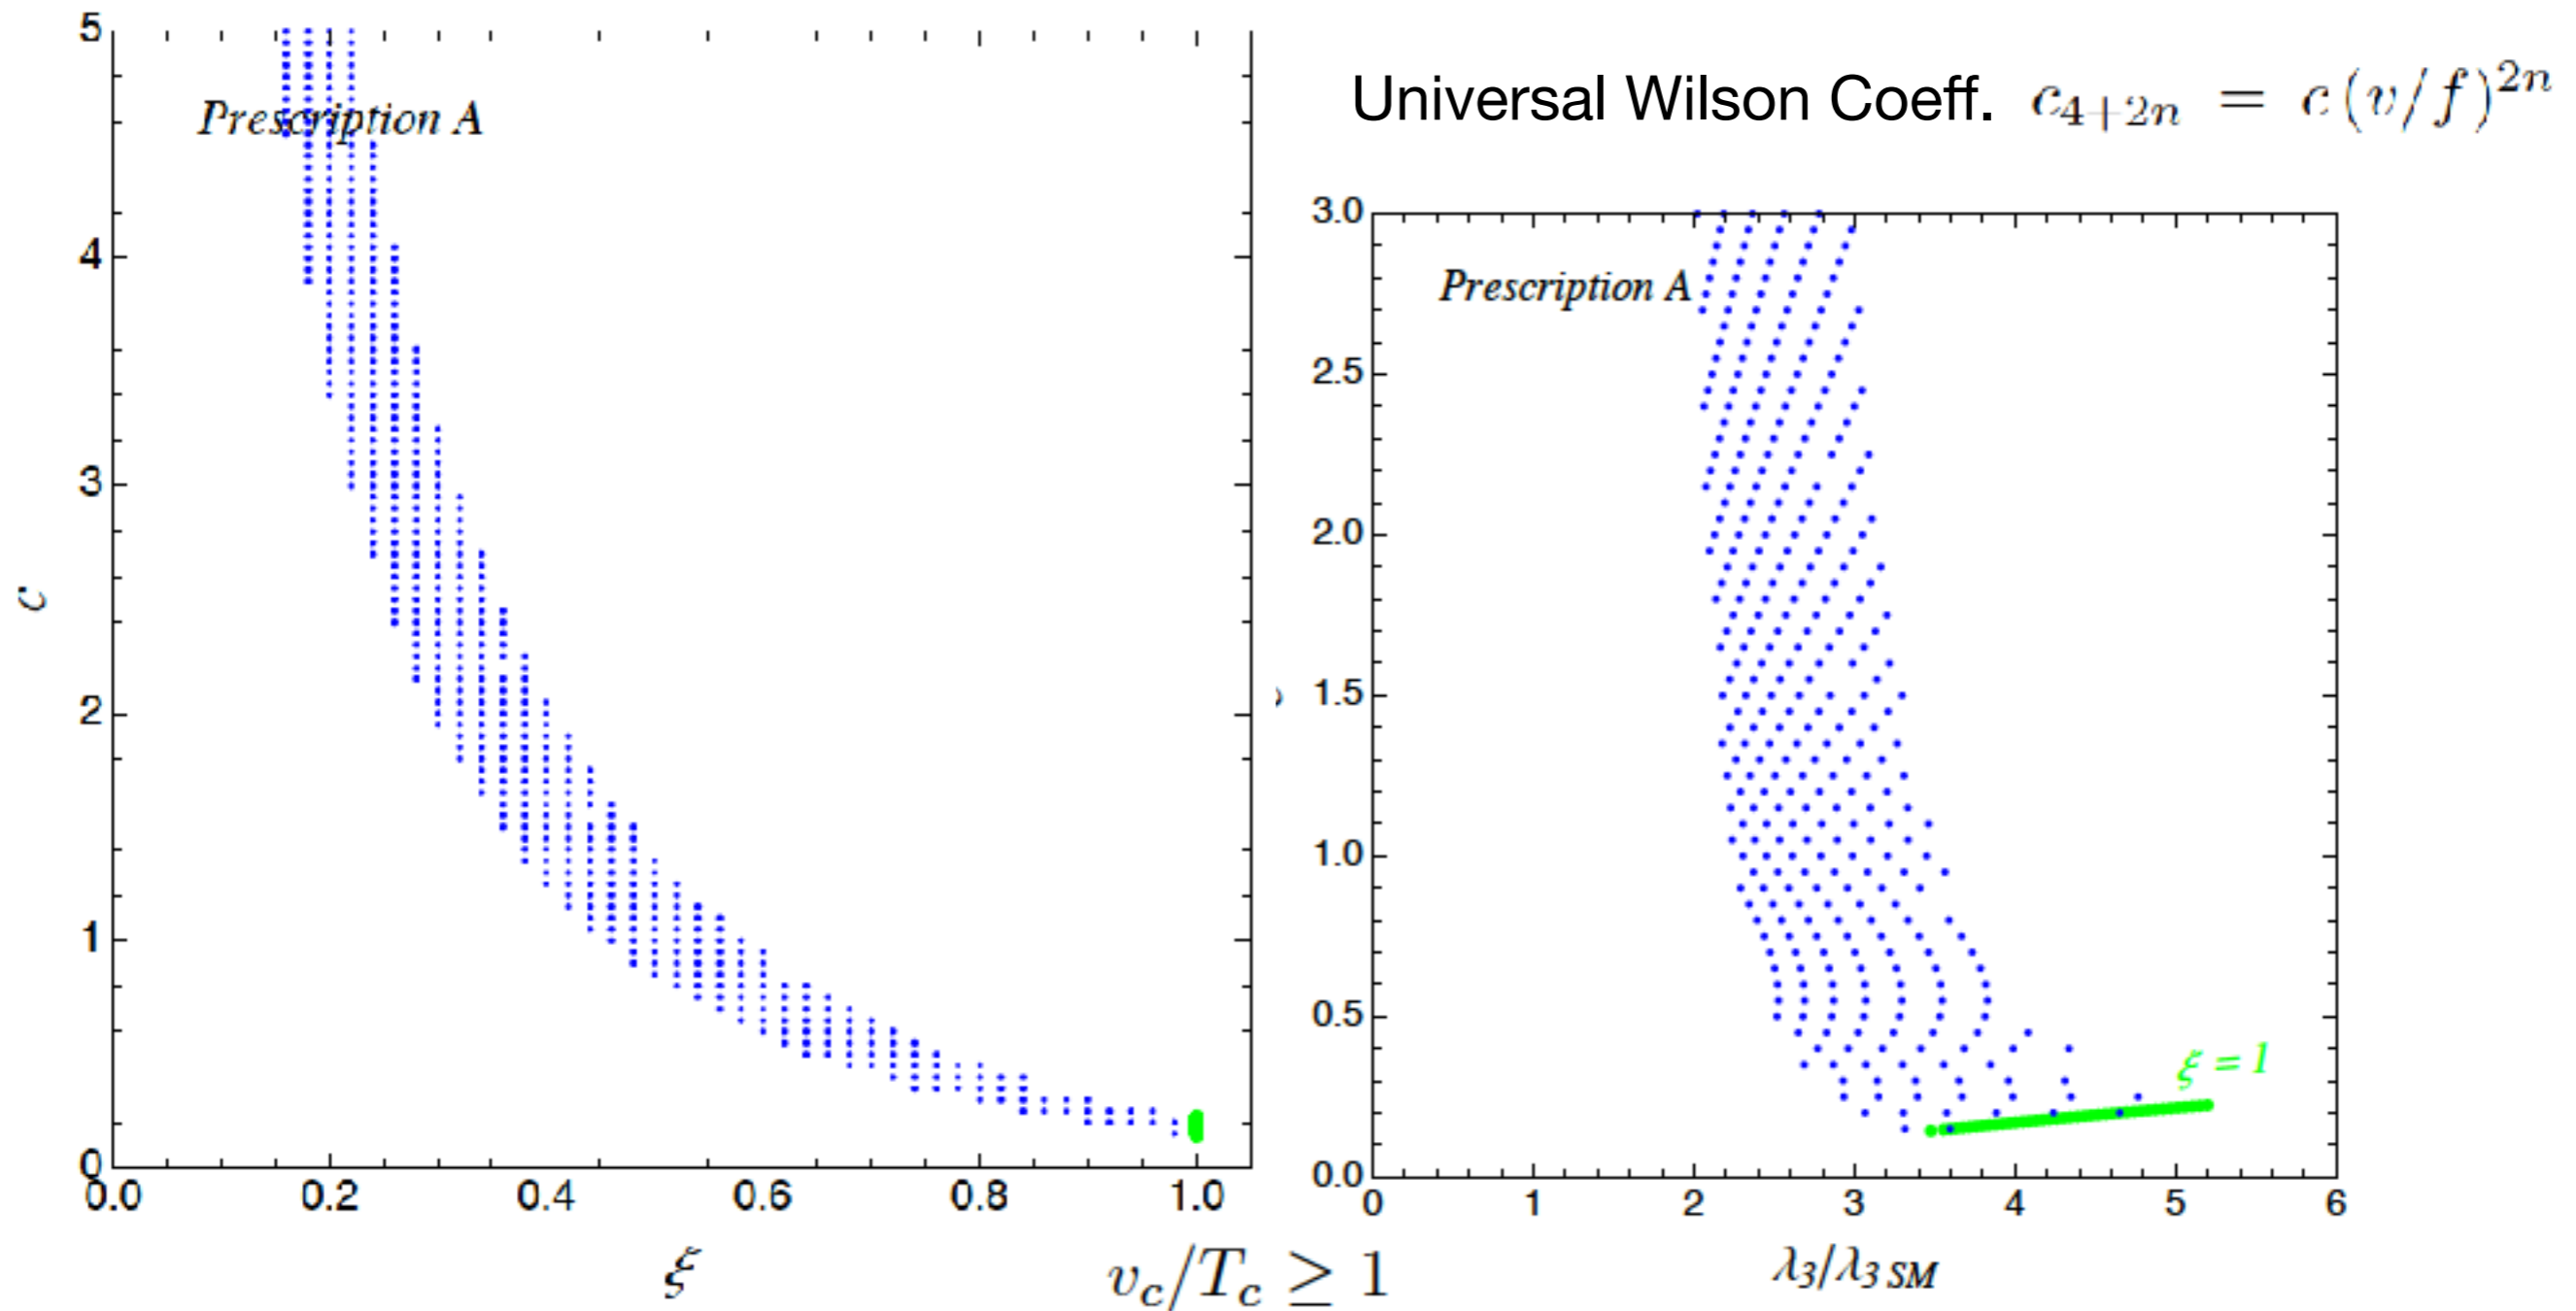 5
4
3
2
1
0
c
Prescription A
0.0 0.2 0.4 0.6 0.8 1.0
ξ
v_c/T_c ≥ 1
Universal Wilson Coeff. c_{4+2n} = c(v/f)^{2n}
3.0
2.5
2.0
1.5
1.0
0.5
0.0
Prescription A
ξ = 1
0 1 2 3 4 5 6
λ_3/λ_{3 SM}